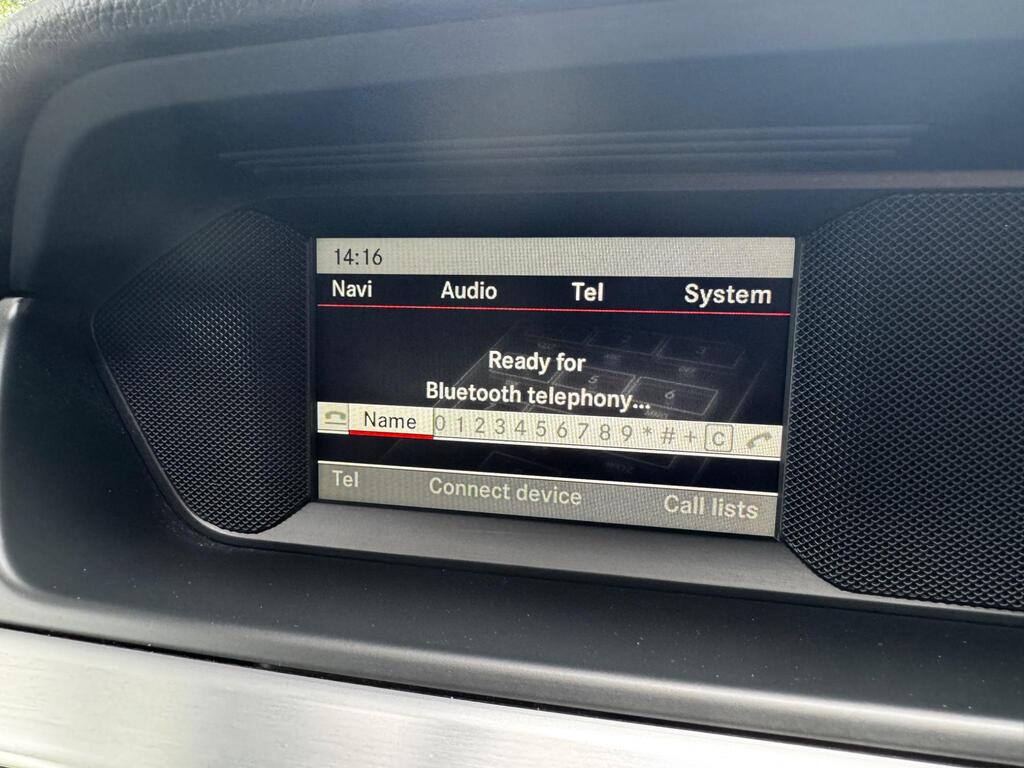 14:16
Navi Audio Tel System
Ready for
Bluetooth telephony...
Name 0 1 2 3 4 5 6 7 8 9 * # + C
Tel Connect device Call lists